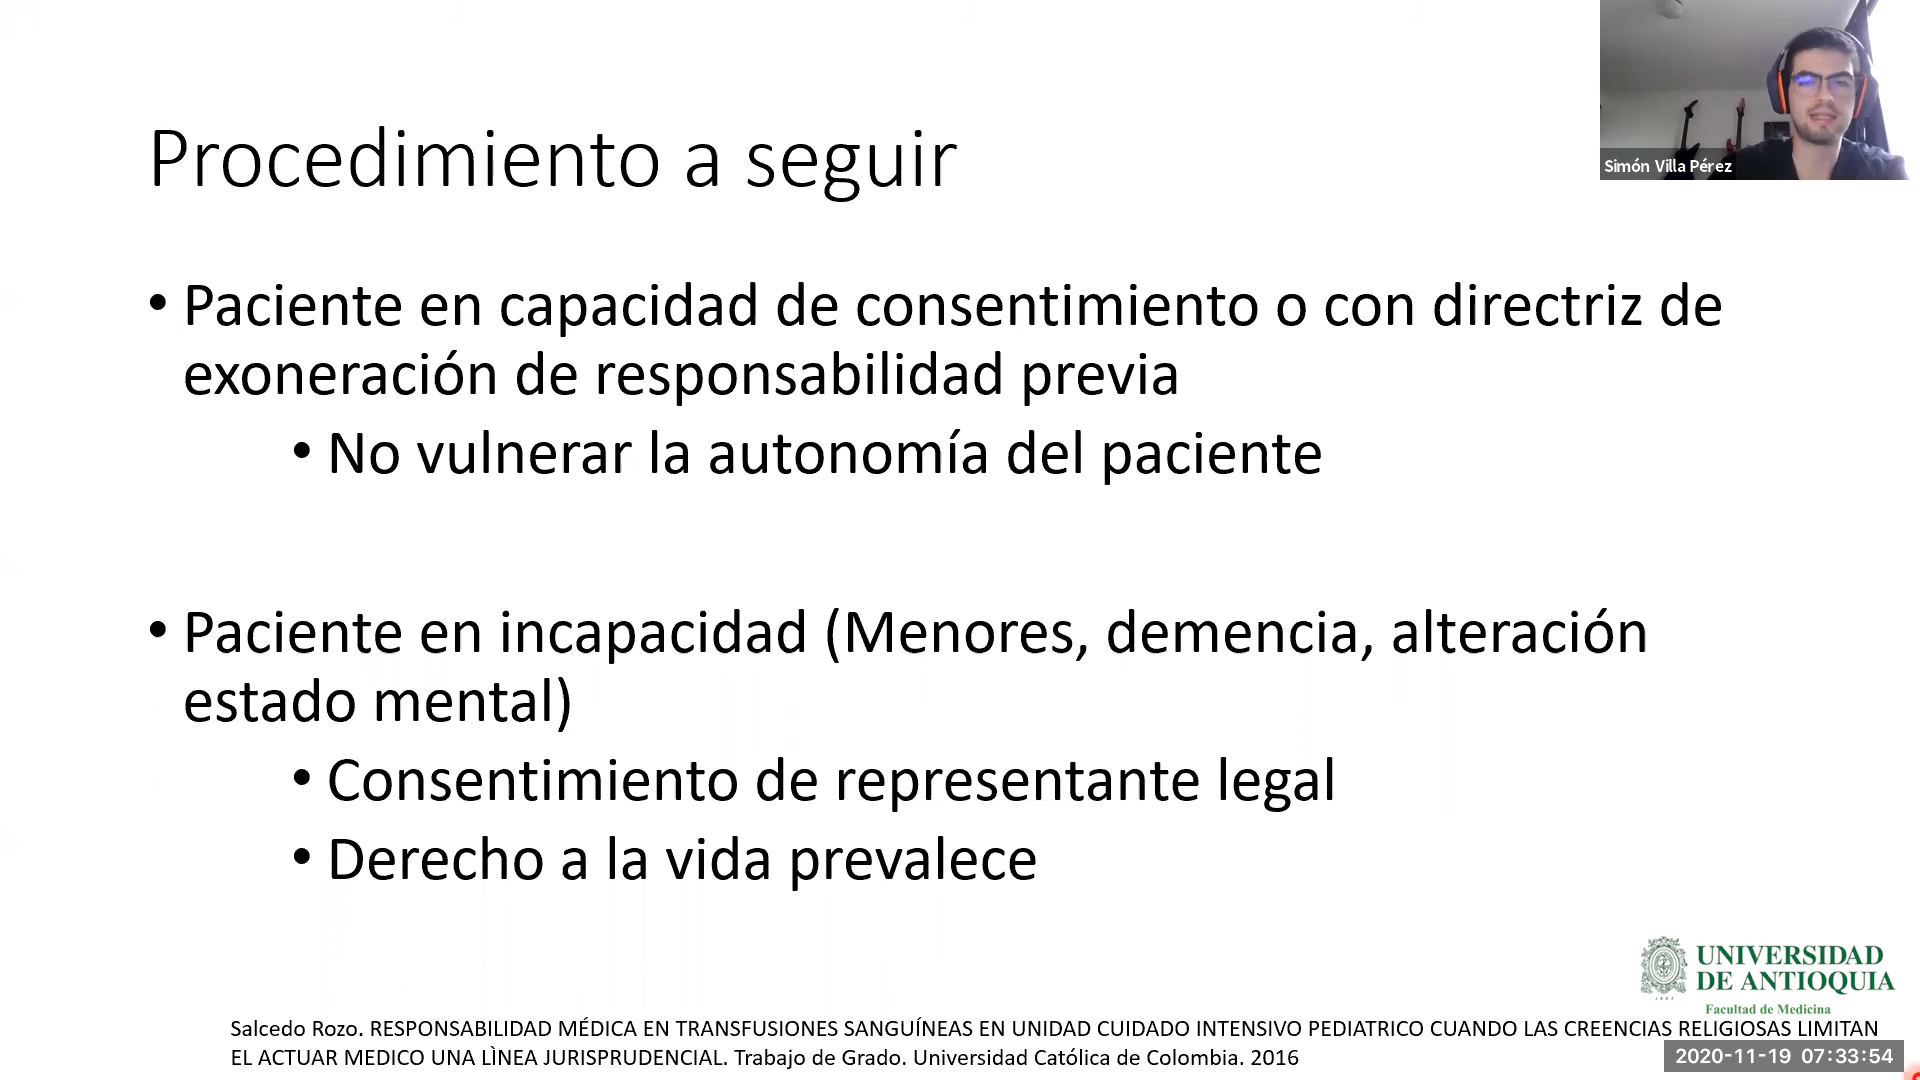 Procedimiento a seguir
Simón Villa Pérez
• Paciente en capacidad de consentimiento o con directriz de
exoneración de responsabilidad previa
• No vulnerar la autonomía del paciente
• Paciente en incapacidad (Menores, demencia, alteración
estado mental)
• Consentimiento de representante legal
• Derecho a la vida prevalece
UNIVERSIDAD
DE ANTIOQUIA
Facultad de Medicina
Salcedo Rozo. RESPONSABILIDAD MÉDICA EN TRANSFUSIONES SANGUÍNEAS EN UNIDAD CUIDADO INTENSIVO PEDIATRICO CUANDO LAS CREENCIAS RELIGIOSAS LIMITAN
EL ACTUAR MEDICO UNA LÌNEA JURISPRUDENCIAL. Trabajo de Grado. Universidad Católica de Colombia. 2016
2020-11-19 07:33:54